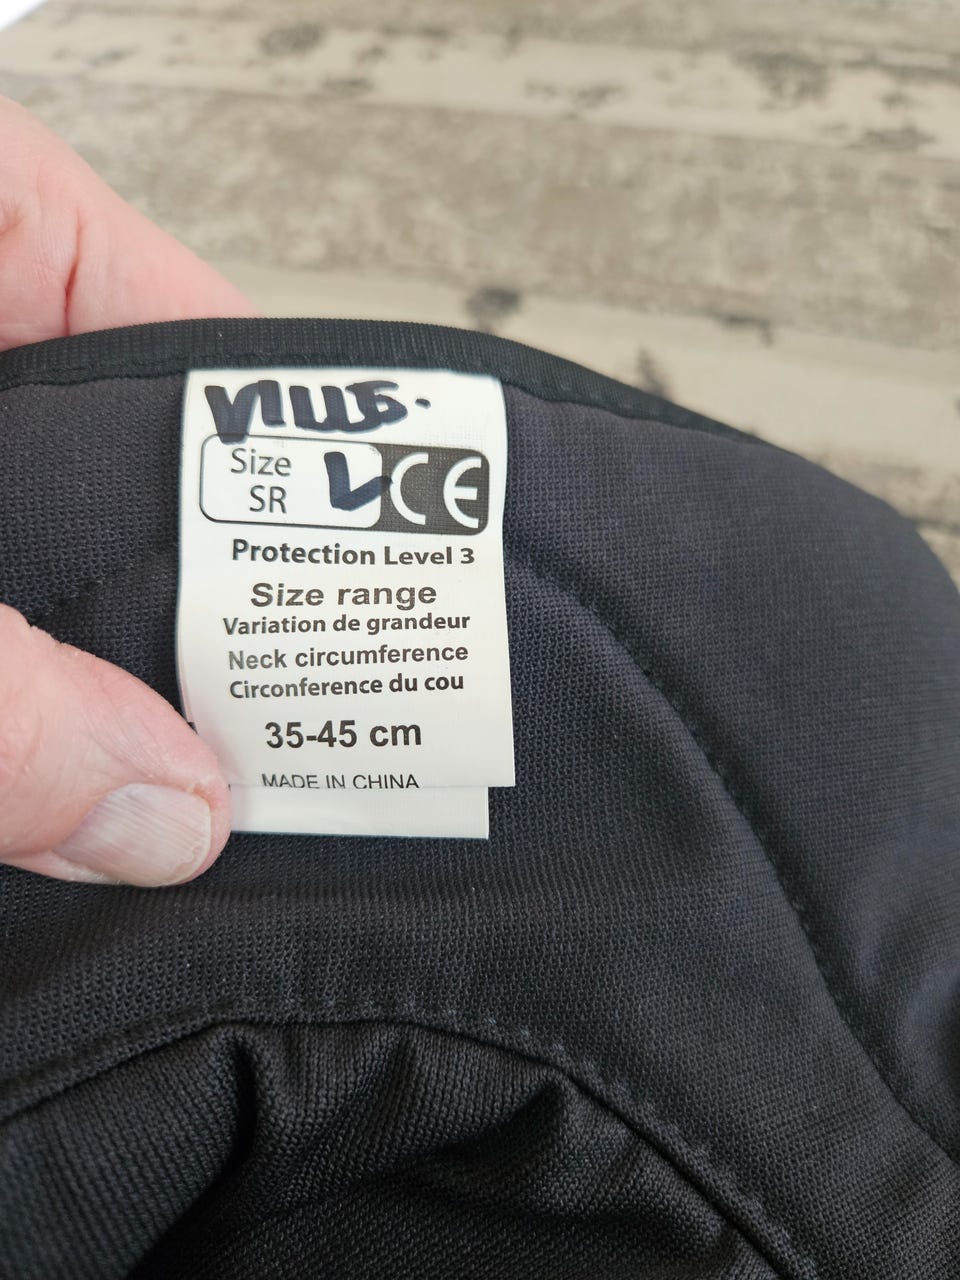 Size
SR
L CE
Protection Level 3
Size range
Variation de grandeur
Neck circumference
Circonference du cou
35-45 cm
MADE IN CHINA